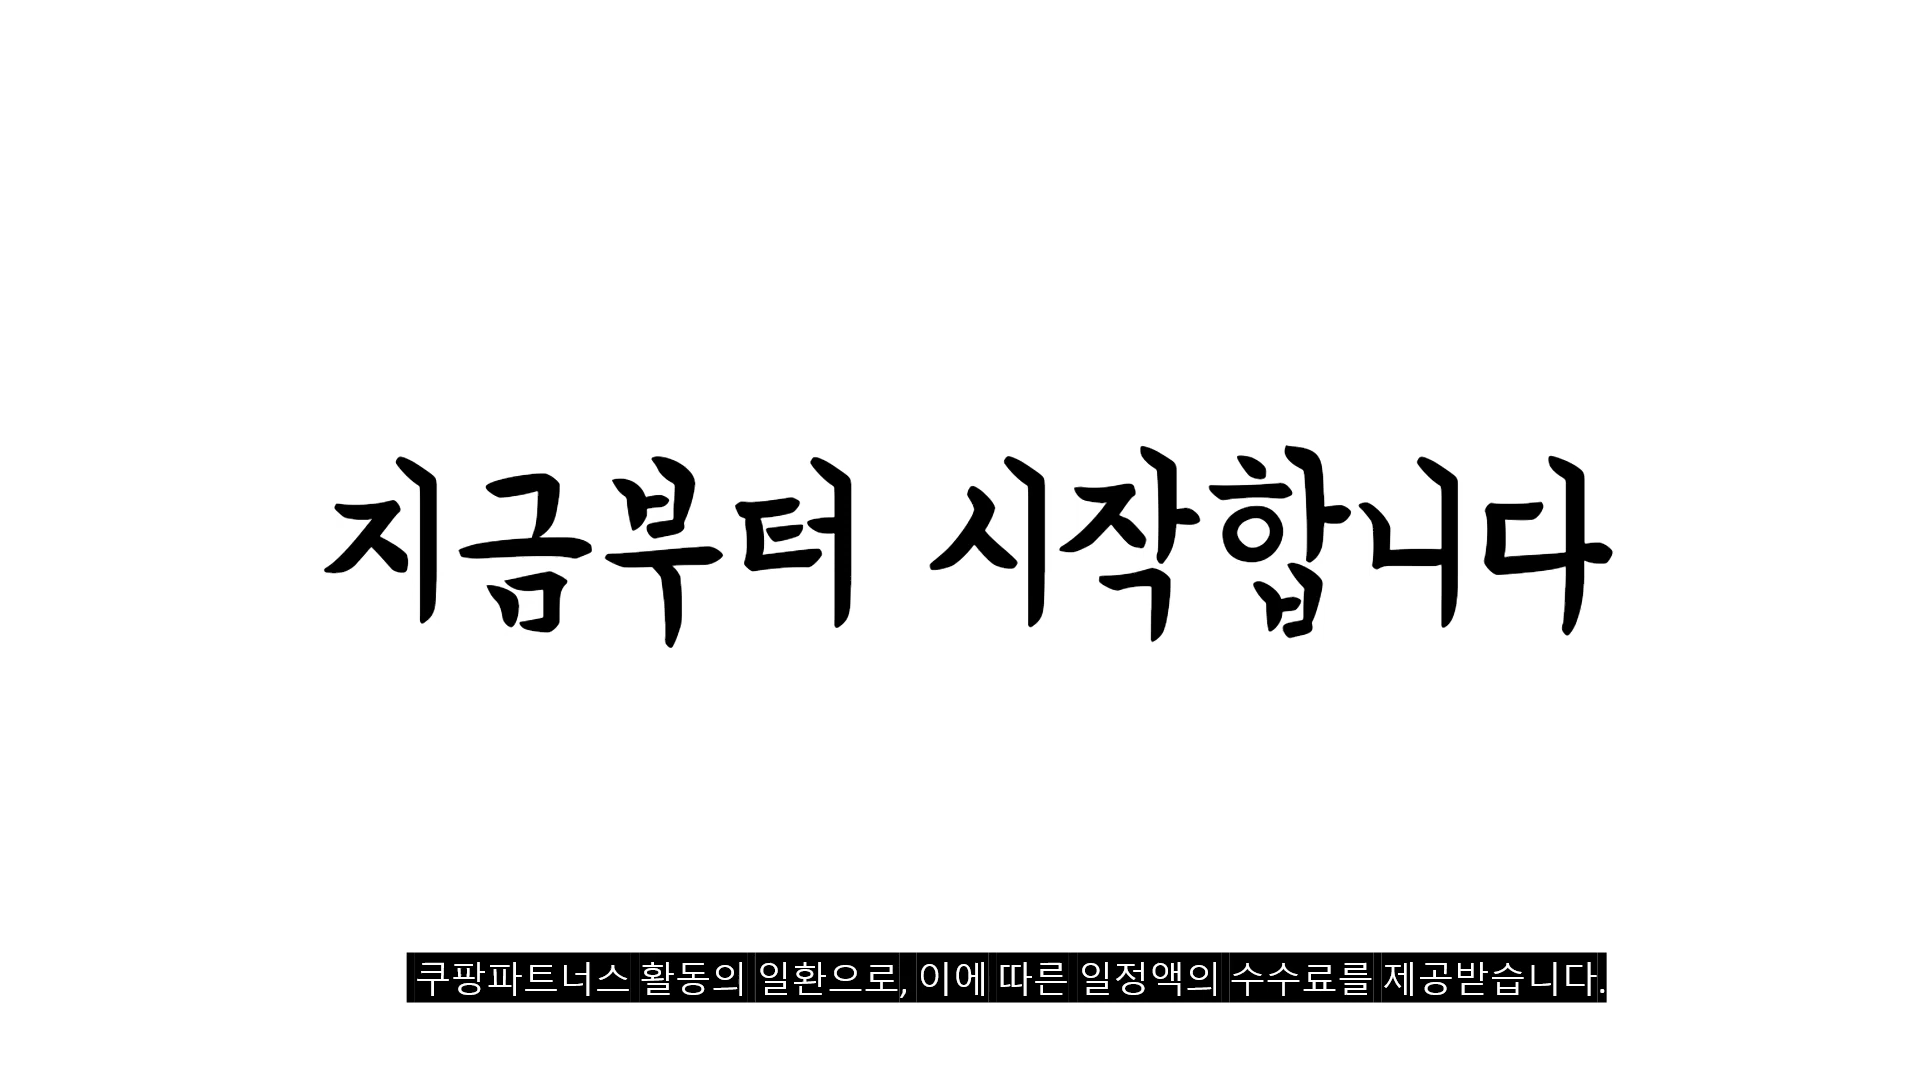 지금부터 시작합니다
쿠팡파트너스 활동의 일환으로, 이에 따른 일정액의 수수료를 제공받습니다.